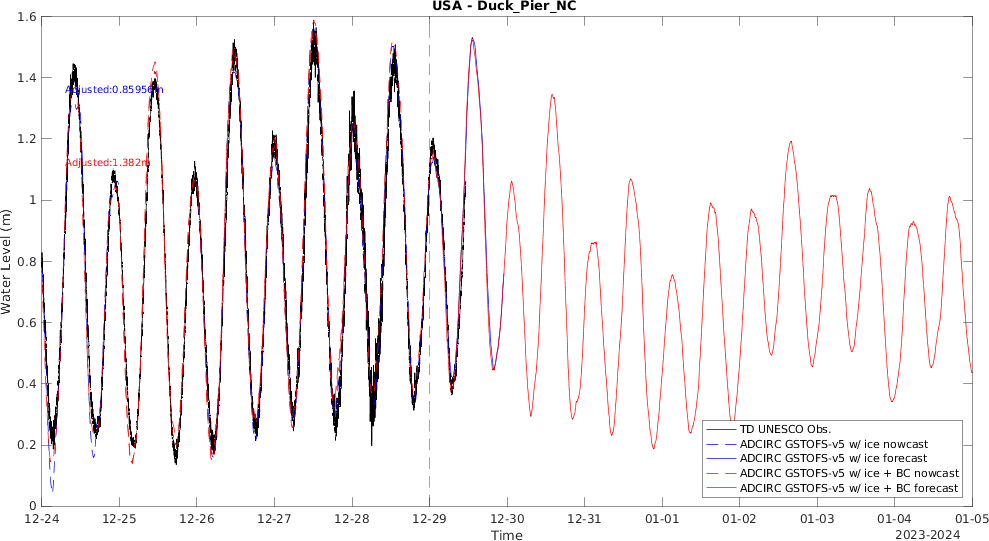 USA - Duck_Pier_NC
1.6
1.4
1.2
1
0.8
0.6
0.4
0.2
0
Water Level (m)
Adjusted:0.85956m
Adjusted:1.382m
TD UNESCO Obs.
ADCIRC GSTOFS-v5 w/ ice nowcast
ADCIRC GSTOFS-v5 w/ ice forecast
ADCIRC GSTOFS-v5 w/ ice + BC nowcast
ADCIRC GSTOFS-v5 w/ ice + BC forecast
12-24 12-25 12-26 12-27 12-28 12-29 12-30 12-31 01-01 01-02 01-03 01-04 01-05
Time
2023-2024